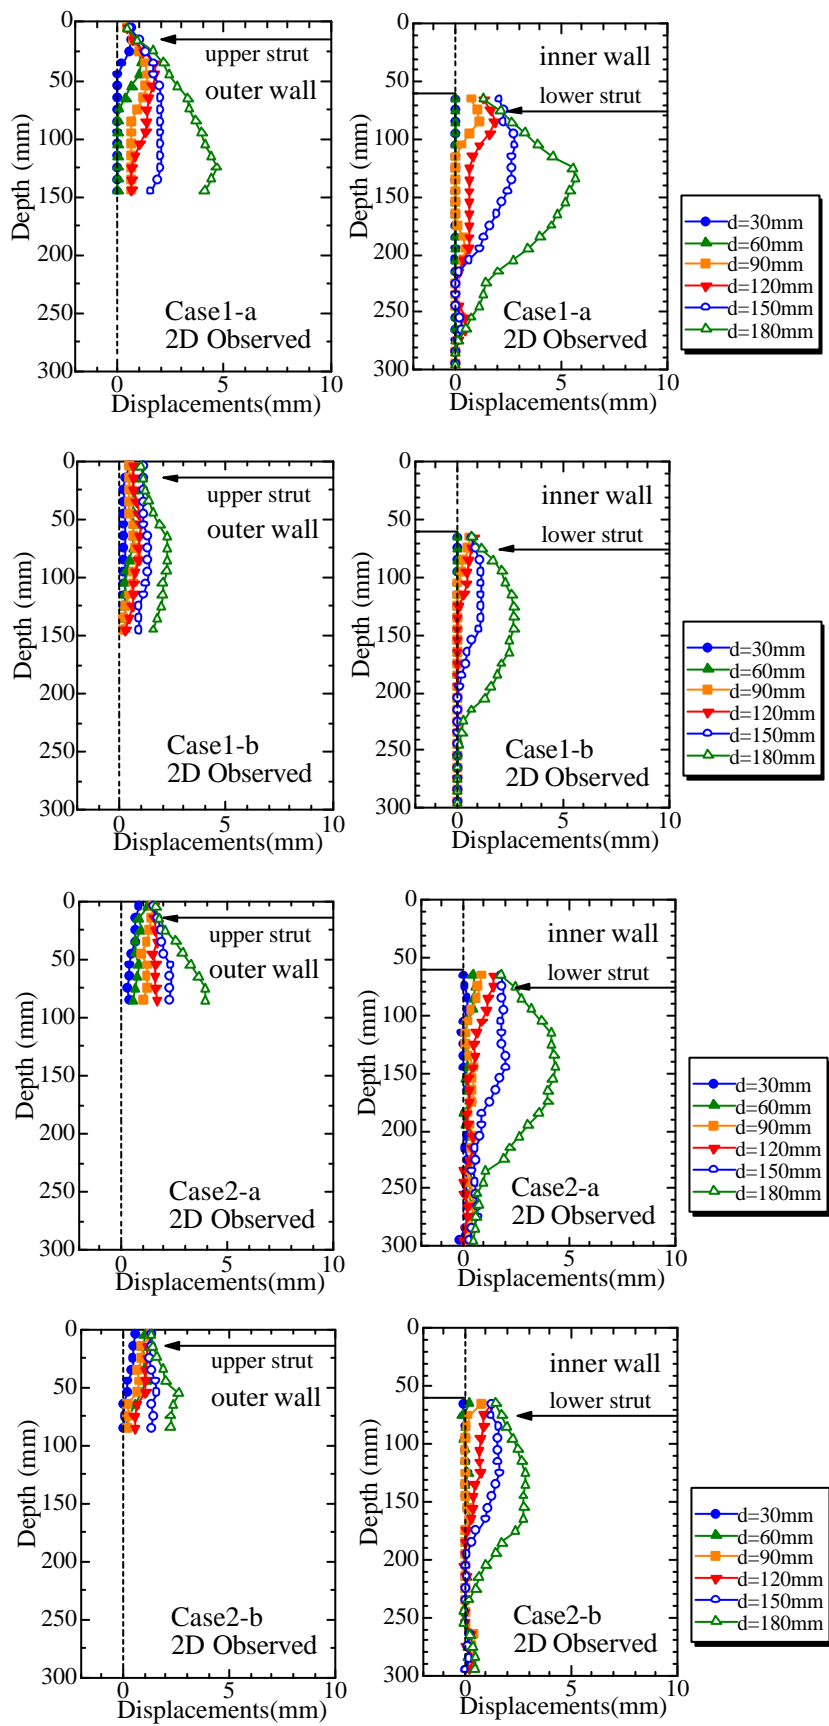 0
50
100
150
200
250
300
Depth (mm)
upper strut
outer wall
Case1-a
2D Observed
0
5
10
Displacements(mm)
0
50
100
150
200
250
300
Depth (mm)
inner wall
lower strut
Case1-a
2D Observed
0
5
10
Displacements(mm)
d=30mm
d=60mm
d=90mm
d=120mm
d=150mm
d=180mm
0
50
100
150
200
250
300
Depth (mm)
upper strut
outer wall
Case1-b
2D Observed
0
5
10
Displacements(mm)
0
50
100
150
200
250
300
Depth (mm)
inner wall
lower strut
Case1-b
2D Observed
0
5
10
Displacements(mm)
d=30mm
d=60mm
d=90mm
d=120mm
d=150mm
d=180mm
0
50
100
150
200
250
300
Depth (mm)
upper strut
outer wall
Case2-a
2D Observed
0
5
10
Displacements(mm)
0
50
100
150
200
250
300
Depth (mm)
inner wall
lower strut
Case2-a
2D Observed
0
5
10
Displacements(mm)
d=30mm
d=60mm
d=90mm
d=120mm
d=150mm
d=180mm
0
50
100
150
200
250
300
Depth (mm)
upper strut
outer wall
Case2-b
2D Observed
0
5
10
Displacements(mm)
0
50
100
150
200
250
300
Depth (mm)
inner wall
lower strut
Case2-b
2D Observed
0
5
10
Displacements(mm)
d=30mm
d=60mm
d=90mm
d=120mm
d=150mm
d=180mm